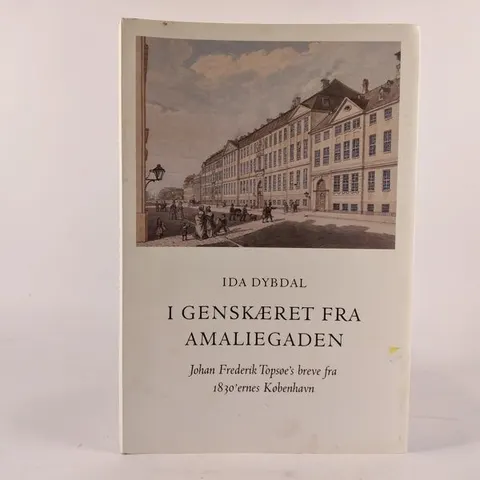 IDA DYBDAL
I GENSKÆRET FRA
AMALIEGADEN
Johan Frederik Topsøe's breve fra
1830'ernes København